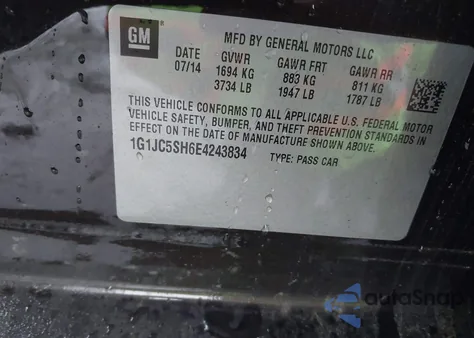 GM
MFD BY GENERAL MOTORS LLC
DATE GVWR GAWR FRT GAWR RR
07/14 1694 KG 883 KG 811 KG
3734 LB 1947 LB 1787 LB
THIS VEHICLE CONFORMS TO ALL APPLICABLE U.S. FEDERAL MOTOR
VEHICLE SAFETY, BUMPER, AND THEFT PREVENTION STANDARDS IN
EFFECT ON THE DATE OF MANUFACTURE SHOWN ABOVE.
1G1JC5SH6E4243834 TYPE: PASS CAR
autoSnap